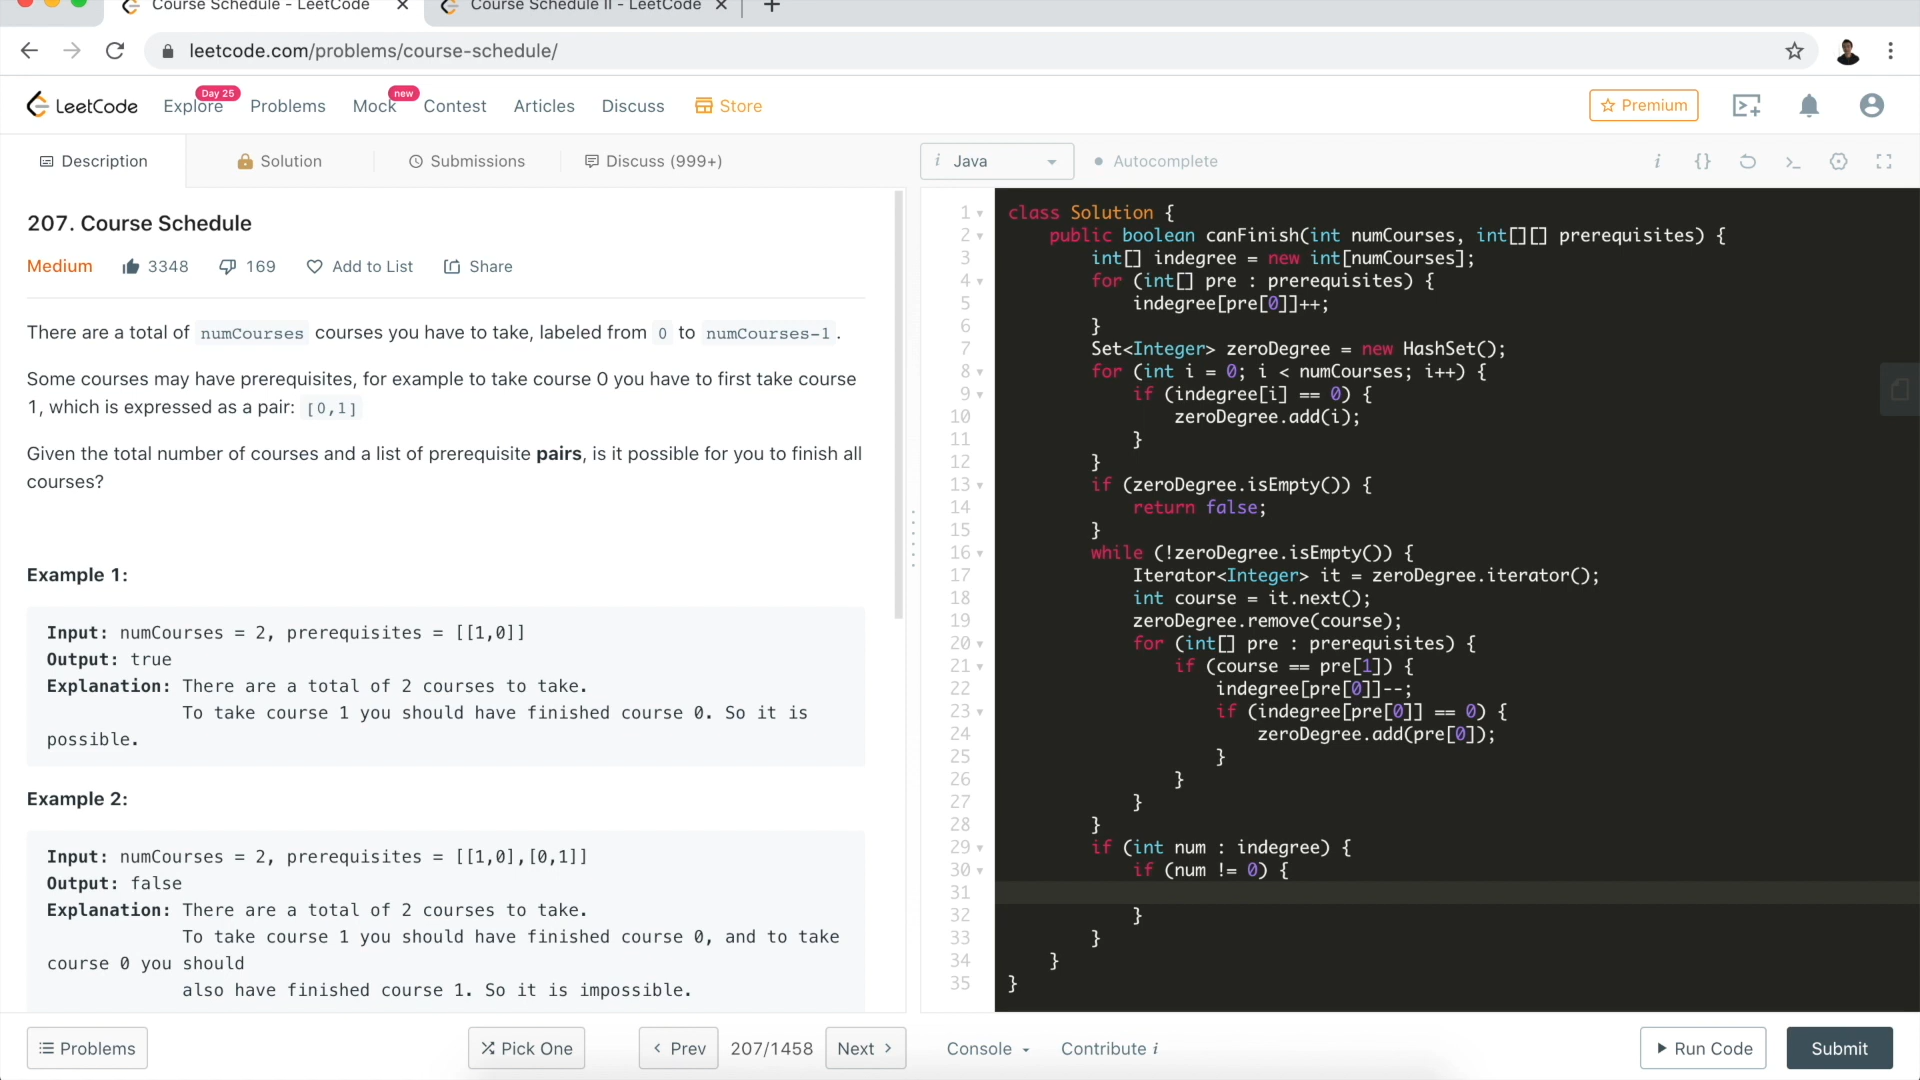 Course Schedule - LeetCode
Course Schedule II - LeetCode
leetcode.com/problems/course-schedule/
LeetCode Explore Day 25 Problems Mock new Contest Articles Discuss Store Premium
Description Solution Submissions Discuss (999+)
207. Course Schedule
Medium 3348 169 Add to List Share
There are a total of numCourses courses you have to take, labeled from 0 to numCourses-1.
Some courses may have prerequisites, for example to take course 0 you have to first take course
1, which is expressed as a pair: [0,1]
Given the total number of courses and a list of prerequisite pairs, is it possible for you to finish all
courses?
Example 1:
Input: numCourses = 2, prerequisites = [[1,0]]
Output: true
Explanation: There are a total of 2 courses to take.
To take course 1 you should have finished course 0. So it is
possible.
Example 2:
Input: numCourses = 2, prerequisites = [[1,0],[0,1]]
Output: false
Explanation: There are a total of 2 courses to take.
To take course 1 you should have finished course 0, and to take
course 0 you should
also have finished course 1. So it is impossible.
i Java Autocomplete i {}
1 class Solution {
2 public boolean canFinish(int numCourses, int[][] prerequisites) {
3 int[] indegree = new int[numCourses];
4 for (int[] pre : prerequisites) {
5 indegree[pre[0]]++;
6 }
7 Set<Integer> zeroDegree = new HashSet();
8 for (int i = 0; i < numCourses; i++) {
9 if (indegree[i] == 0) {
10 zeroDegree.add(i);
11 }
12 }
13 if (zeroDegree.isEmpty()) {
14 return false;
15 }
16 while (!zeroDegree.isEmpty()) {
17 Iterator<Integer> it = zeroDegree.iterator();
18 int course = it.next();
19 zeroDegree.remove(course);
20 for (int[] pre : prerequisites) {
21 if (course == pre[1]) {
22 indegree[pre[0]]--;
23 if (indegree[pre[0]] == 0) {
24 zeroDegree.add(pre[0]);
25 }
26 }
27 }
28 }
29 if (int num : indegree) {
30 if (num != 0) {
31
32 }
33 }
34 }
35 }
Problems Pick One Prev 207/1458 Next Console Contribute i Run Code Submit